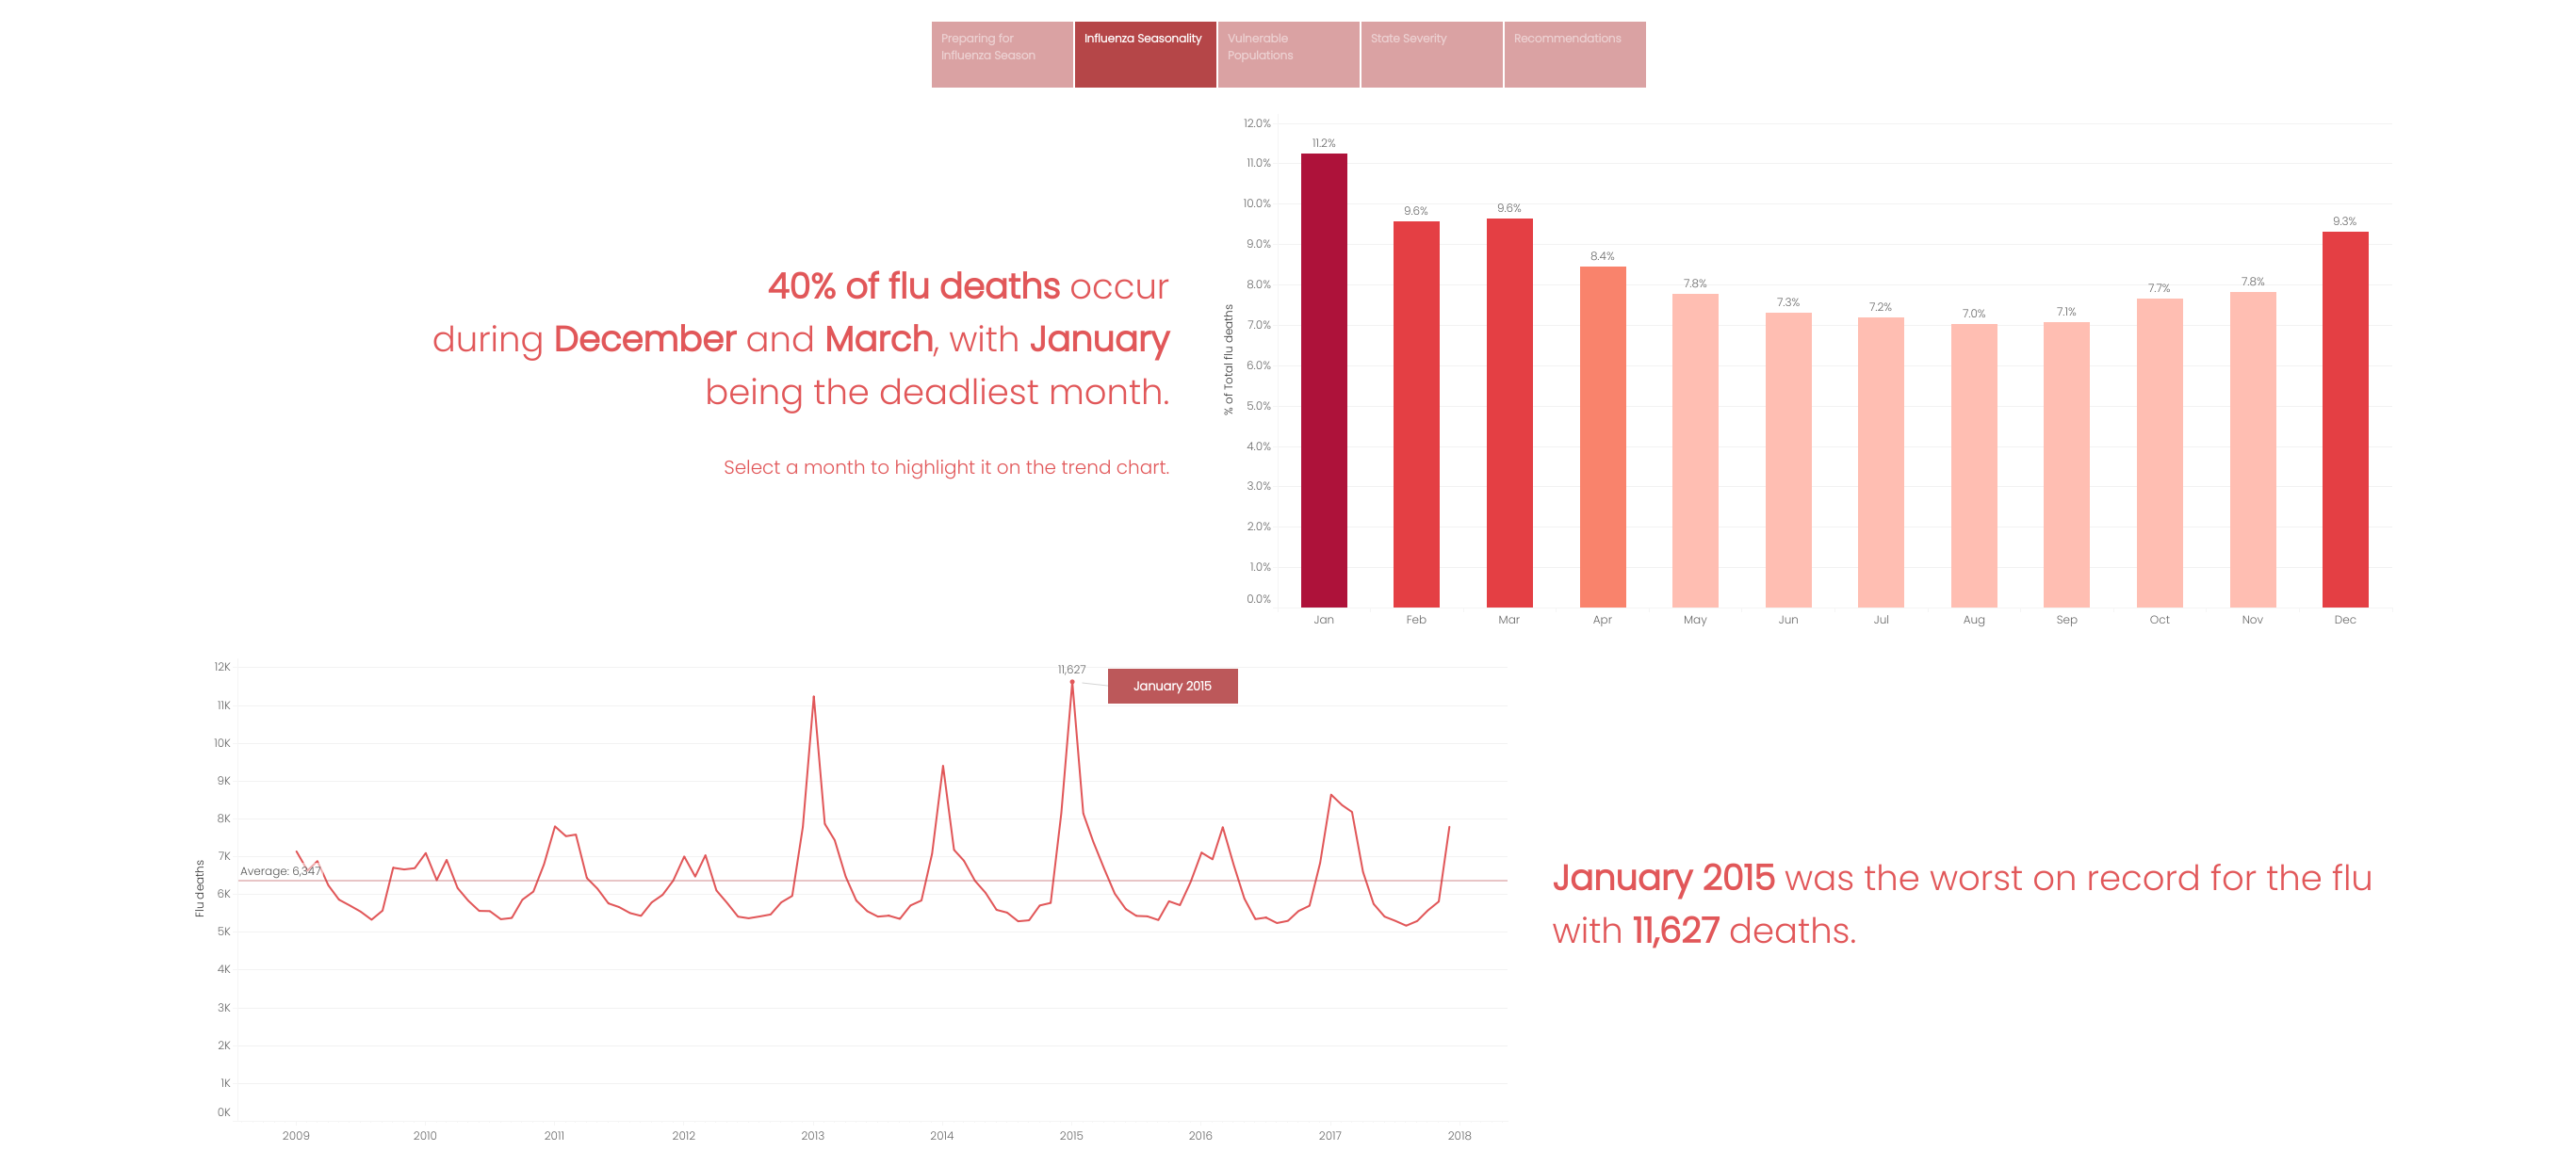 Preparing for
Influenza Season
Influenza Seasonality
Vulnerable
Populations
State Severity
Recommendations
40% of flu deaths occur
during December and March, with January
being the deadliest month.
Select a month to highlight it on the trend chart.
% of Total flu deaths
12.0%
11.0%
10.0%
9.0%
8.0%
7.0%
6.0%
5.0%
4.0%
3.0%
2.0%
1.0%
0.0%
11.2%
9.6%
9.6%
8.4%
7.8%
7.3%
7.2%
7.0%
7.1%
7.7%
7.8%
9.3%
Jan
Feb
Mar
Apr
May
Jun
Jul
Aug
Sep
Oct
Nov
Dec
Flu deaths
12K
11K
10K
9K
8K
7K
6K
5K
4K
3K
2K
1K
0K
Average: 6,347
11,627
January 2015
2009
2010
2011
2012
2013
2014
2015
2016
2017
2018
January 2015 was the worst on record for the flu
with 11,627 deaths.